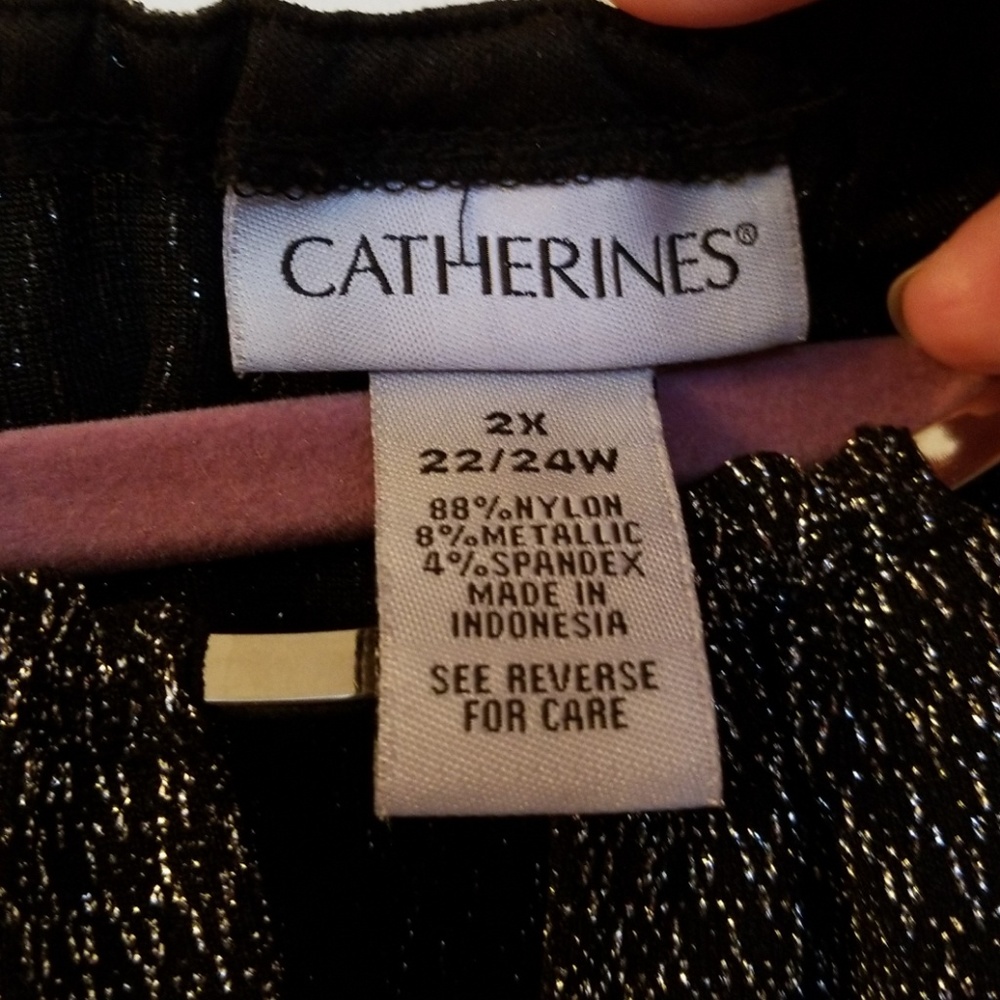 CATHERINES®
2X
22/24W
88%NYLON
8%METALLIC
4%SPANDEX
MADE IN
INDONESIA
SEE REVERSE
FOR CARE